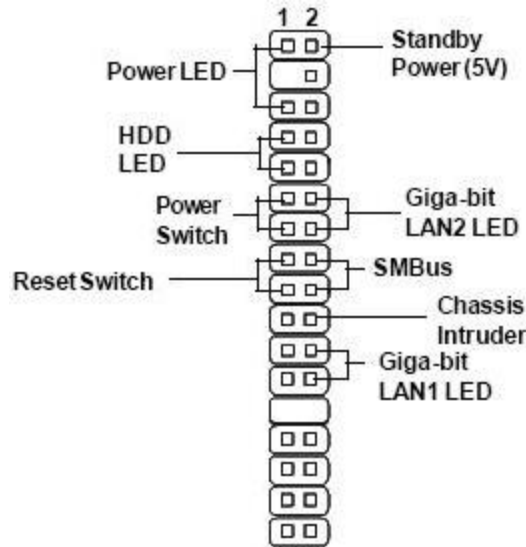 1 2
Standby
Power (5V)
Power LED
HDD
LED
Power
Switch
Giga-bit
LAN2 LED
Reset Switch
SMBus
Chassis
Intruder
Giga-bit
LAN1 LED